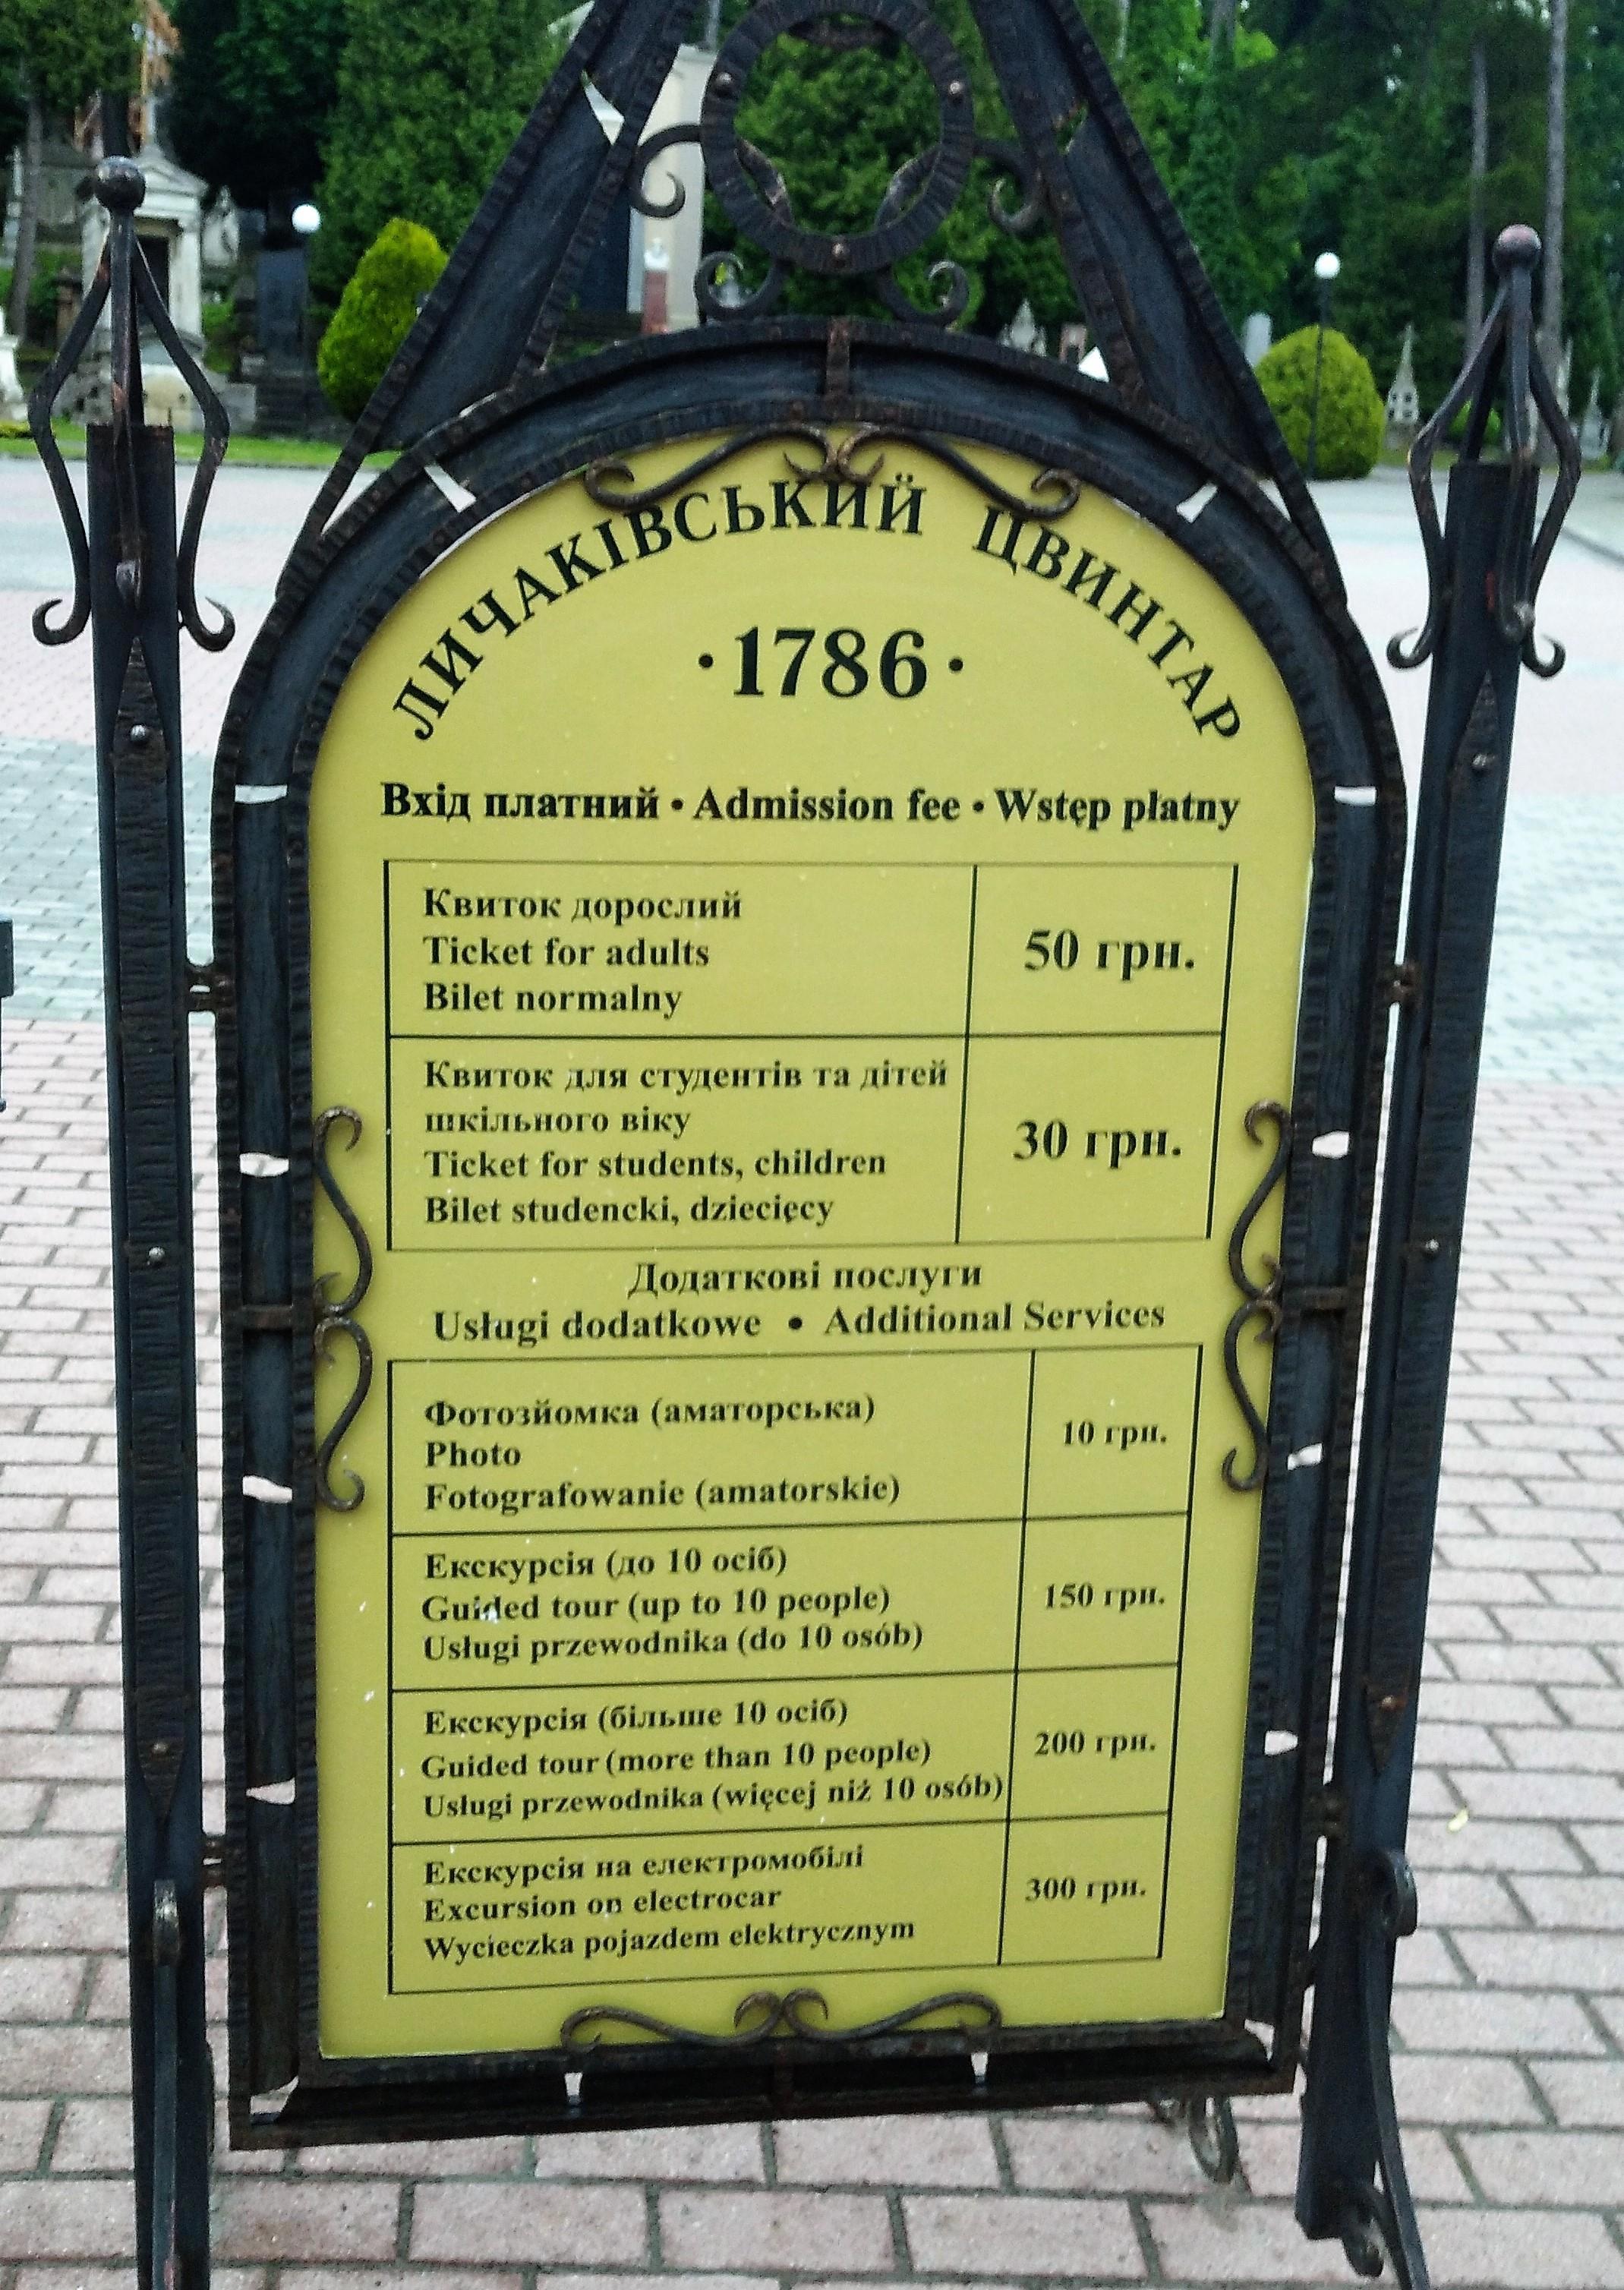 ЛИЧАКІВСЬКИЙ ЦВИНТАР
·1786·
Вхід платний • Admission fee • Wstęp płatny
Квиток дорослий
Ticket for adults
Bilet normalny
50 грн.
Квиток для студентів та дітей
шкільного віку
Ticket for students, children
Bilet studencki, dziecięcy
30 грн.
Додаткові послуги
Usługi dodatkowe • Additional Services
Фотозйомка (аматорська)
Photo
Fotografowanie (amatorskie)
10 грн.
Екскурсія (до 10 осіб)
Guided tour (up to 10 people)
Usługi przewodnika (do 10 osób)
150 грн.
Екскурсія (більше 10 осіб)
Guided tour (more than 10 people)
Usługi przewodnika (więcej niż 10 osób)
200 грн.
Екскурсія на електромобілі
Excursion on electrocar
Wycieczka pojazdem elektrycznym
300 грн.